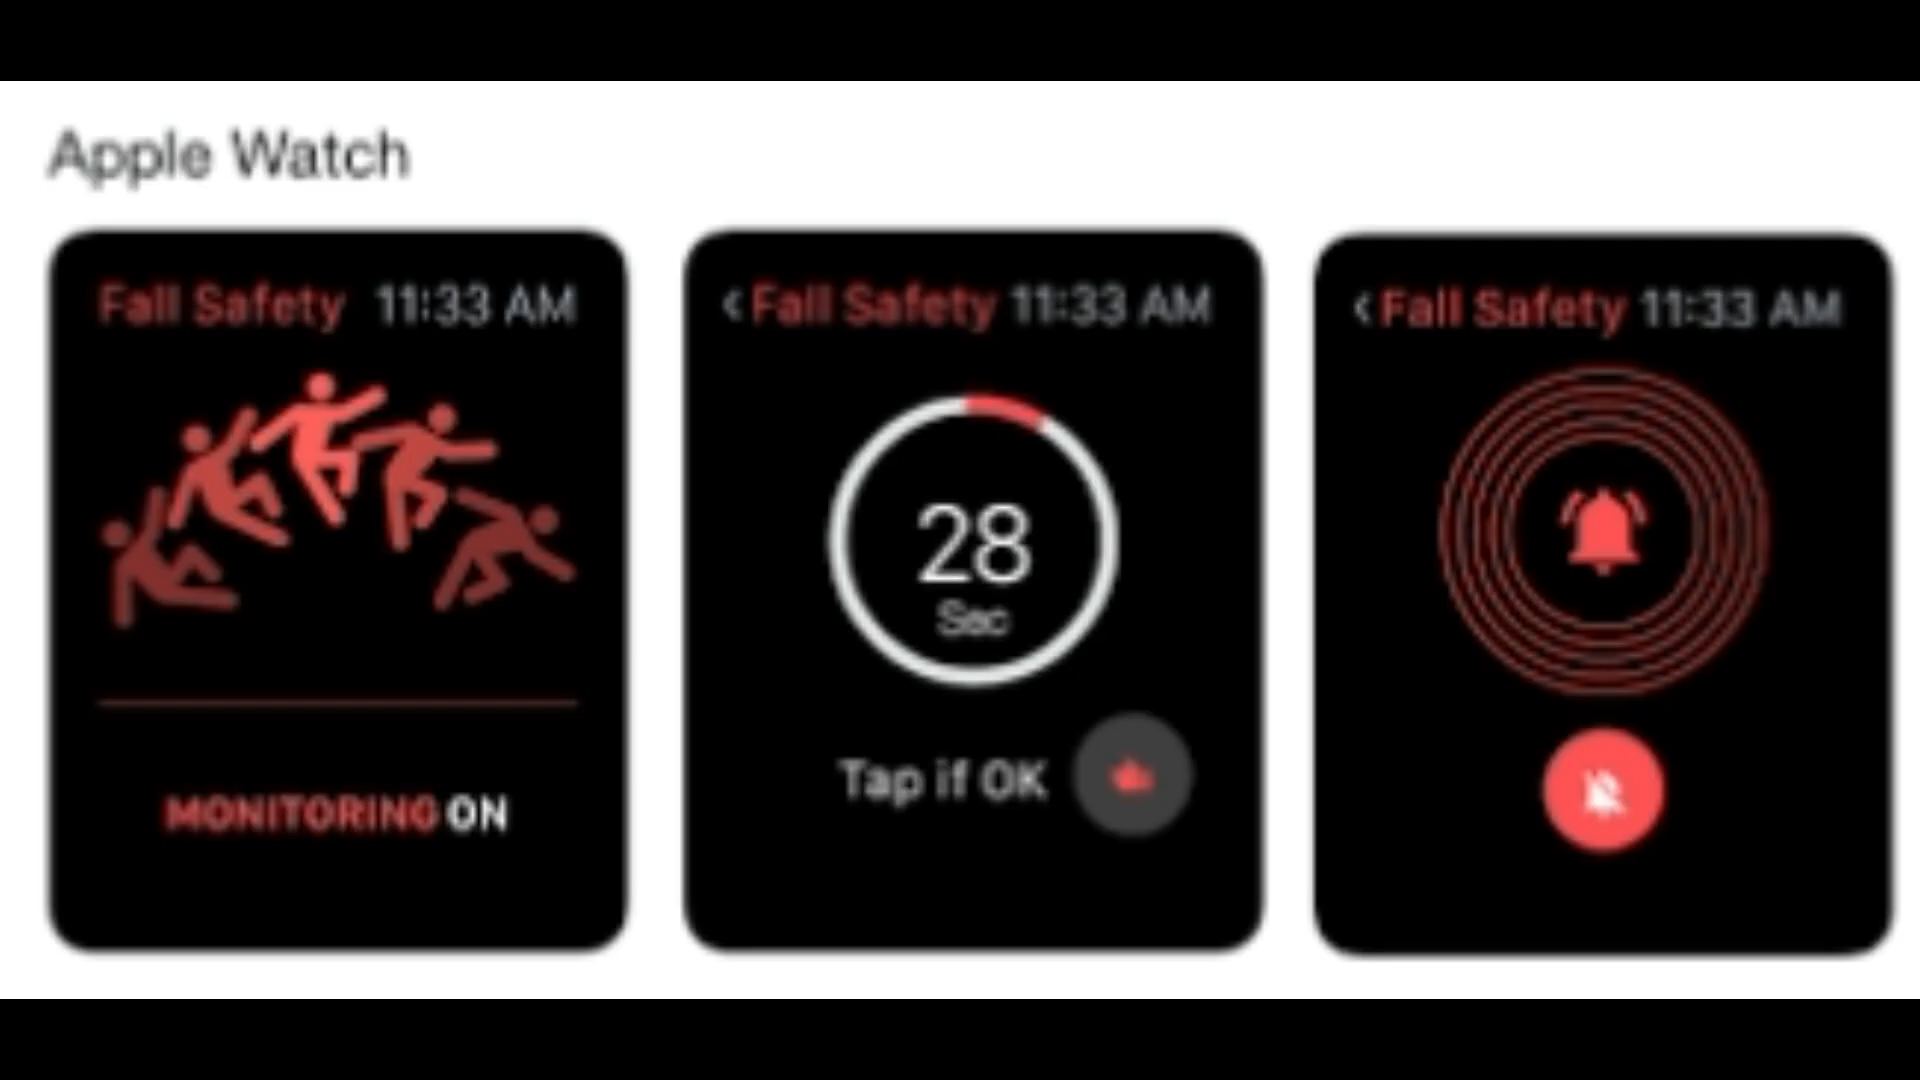 Apple Watch
Fall Safety 11:33 AM
MONITORING ON
<Fall Safety 11:33 AM
28
Sec
Tap if OK
<Fall Safety 11:33 AM